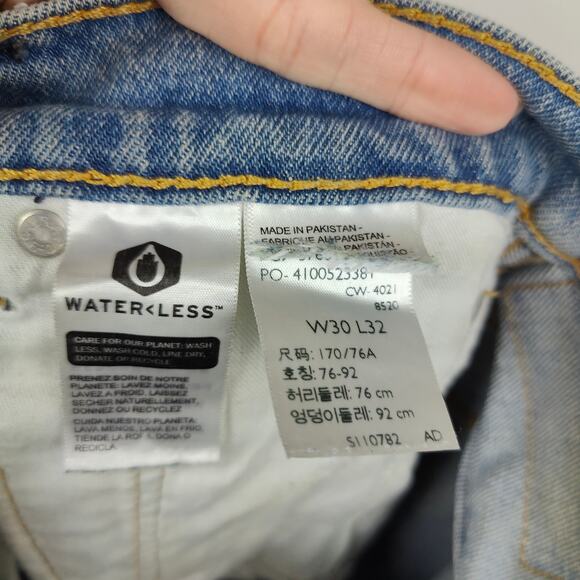 WATER<LESS™
CARE FOR OUR PLANET: WASH
LESS, WASH COLD, LINE DRY,
DONATE OR RECYCLE
PRENEZ SOIN DE NOTRE
PLANÈTE: LAVEZ MOINS,
LAVEZ A FROID, LAISSEZ
SECHER NATURELLEMENT,
DONNEZ OU RECYCLEZ
CUIDA NUESTRO PLANETA:
LAVA MENOS, LAVA EN FRIO,
TIENDE LA DONA O
RECICLA
MADE IN PAKISTAN -
FABRIQUE AU PAKISTAN -
PAKISTÁN -
PO- 4100523381
CW- 4021
8520
W30 L32
尺码: 170/76A
호칭: 76-92
허리둘레: 76 cm
엉덩이둘레: 92 cm
S110782 AD